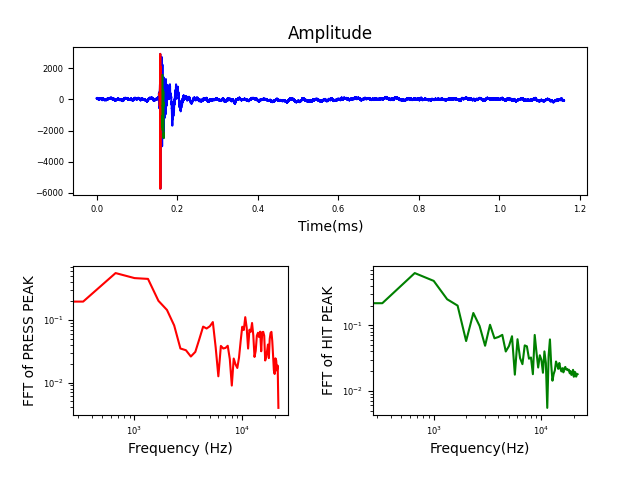 Amplitude
2000
0
−2000
−4000
−6000
0.0 0.2 0.4 0.6 0.8 1.0 1.2
Time(ms)
FFT of PRESS PEAK
10⁻¹
10⁻²
10³ 10⁴
Frequency (Hz)
FFT of HIT PEAK
10⁻¹
10⁻²
10³ 10⁴
Frequency(Hz)